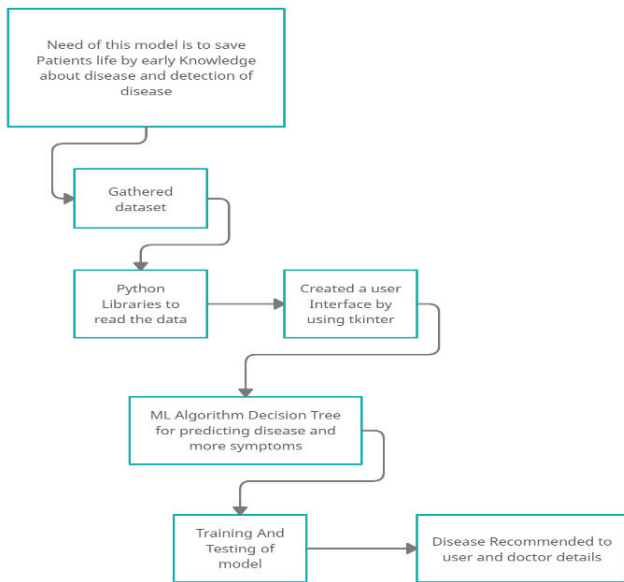 Need of this model is to save
Patients life by early Knowledge
about disease and detection of
disease
Gathered
dataset
Python
Libraries to
read the data
Created a user
Interface by
using tkinter
ML Algorithm Decision Tree
for predicting disease and
more symptoms
Training And
Testing of
model
Disease Recommended to
user and doctor details